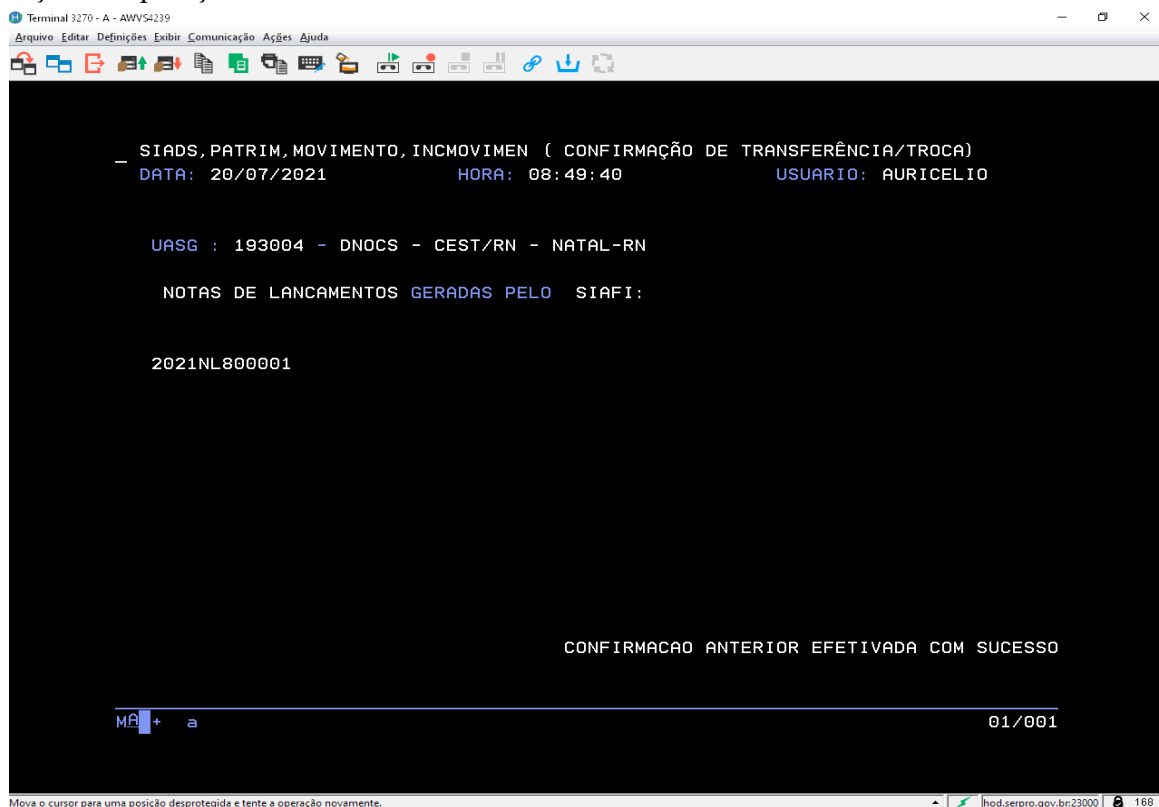 Terminal 3270 - A - AWVS4239
Arquivo Editar Definições Exibir Comunicação Ações Ajuda
_ SIADS,PATRIM,MOVIMENTO,INCMOVIMEN ( CONFIRMAÇÃO DE TRANSFERÊNCIA/TROCA)
DATA: 20/07/2021 HORA: 08:49:40 USUARIO: AURICELIO
UASG : 193004 - DNOCS - CEST/RN - NATAL-RN
NOTAS DE LANCAMENTOS GERADAS PELO SIAFI:
2021NL800001
CONFIRMACAO ANTERIOR EFETIVADA COM SUCESSO
MA + a 01/001
Mova o cursor para uma posição desprotegida e tente a operação novamente. hod.serpro.gov.br:23000 168